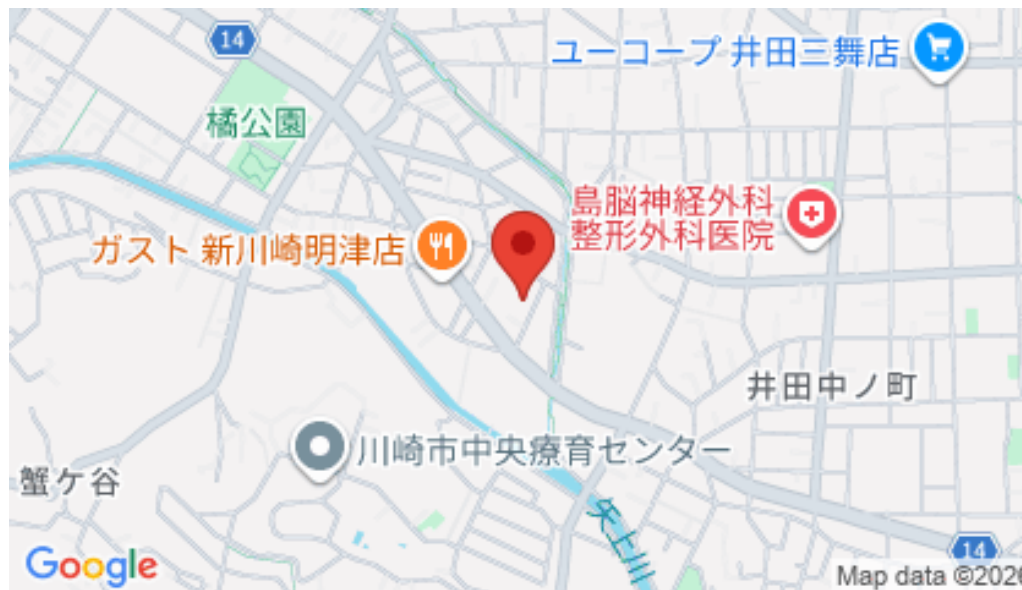 14
ユーコープ 井田三舞店
橘公園
島脳神経外科
整形外科医院
ガスト 新川崎明津店
井田中ノ町
川崎市中央療育センター
蟹ケ谷
矢上川
14
Google
Map data ©2026